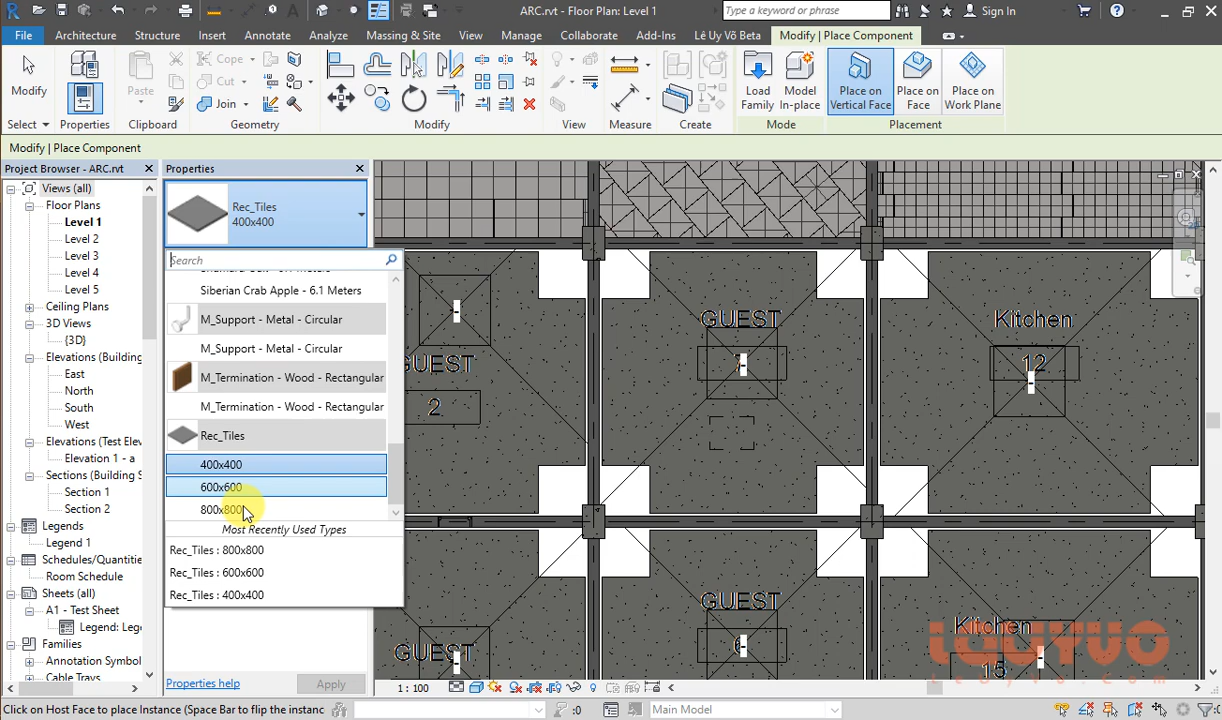 ARC.rvt - Floor Plan: Level 1
Type a keyword or phrase
Sign In
File
Architecture
Structure
Insert
Annotate
Analyze
Massing & Site
View
Manage
Collaborate
Add-Ins
Lê Uy Võ Beta
Modify | Place Component
Modify
Properties
Paste
Cope
Cut
Join
Load Family
Model In-place
Place on Vertical Face
Place on Face
Place on Work Plane
Select
Properties
Clipboard
Geometry
Modify
View
Measure
Create
Mode
Placement
Modify | Place Component
Project Browser - ARC.rvt
Views (all)
Floor Plans
Level 1
Level 2
Level 3
Level 4
Level 5
Ceiling Plans
3D Views
{3D}
Elevations (Building
East
North
South
West
Elevations (Test Ele
Elevation 1 - a
Sections (Building S
Section 1
Section 2
Legends
Legend 1
Schedules/Quantitie
Room Schedule
Sheets (all)
A1 - Test Sheet
Legend: Leg
Families
Annotation Symbol
Cable Trays
Properties
Rec_Tiles
400x400
Search
Siberian Crab Apple - 6.1 Meters
M_Support - Metal - Circular
M_Support - Metal - Circular
M_Termination - Wood - Rectangular
M_Termination - Wood - Rectangular
Rec_Tiles
400x400
600x600
800x800
Most Recently Used Types
Rec_Tiles : 800x800
Rec_Tiles : 600x600
Rec_Tiles : 400x400
Properties help
Apply
GUEST
2
GUEST
7
Kitchen
12
GUEST
GUEST
6
Kitchen
15
LEUYVO
leuyvo.com
1 : 100
Click on Host Face to place Instance (Space Bar to flip the instanc
:0
Main Model
:0